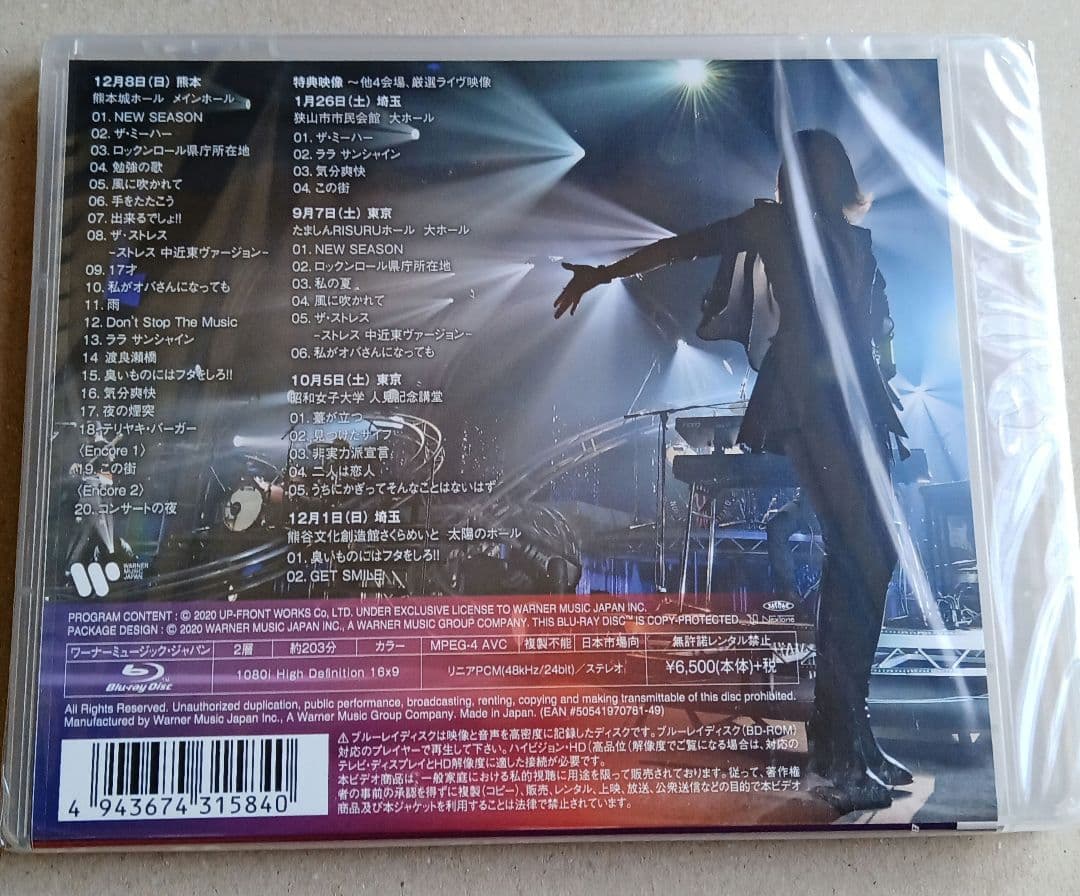 12月8日(日) 熊本
熊本城ホール メインホール
01. NEW SEASON
02. ザ・ミーハー
03. ロックンロール県庁所在地
04. 勉強の歌
05. 風に吹かれて
06. 手をたたこう
07. 出来るでしょ!!
08. ザ・ストレス
-ストレス 中近東ヴァージョン-
09. 17才
10. 私がオバさんになっても
11. 雨
12. Don't Stop The Music
13. ララ サンシャイン
14 渡良瀬橋
15. 臭いものにはフタをしろ!!
16. 気分爽快
17. 夜の煙突
18. テリヤキ・バーガー
〈Encore 1〉
19. この街
〈Encore 2〉
20. コンサートの夜
特典映像 〜他4会場、厳選ライヴ映像
1月26日(土) 埼玉
狭山市市民会館 大ホール
01. ザ・ミーハー
02. ララ サンシャイン
03. 気分爽快
04. この街
9月7日(土) 東京
たましんRISURUホール 大ホール
01. NEW SEASON
02. ロックンロール県庁所在地
03. 私の夏
04. 風に吹かれて
05. ザ・ストレス
-ストレス 中近東ヴァージョン-
06. 私がオバさんになっても
10月5日(土) 東京
昭和女子大学 人見記念講堂
01. 薹が立つ
02. 見つけたサイフ
03. 非実力派宣言
04. 二人は恋人
05. うちにかぎってそんなことはないはず
12月1日(日) 埼玉
熊谷文化創造館さくらめいと 太陽のホール
01. 臭いものにはフタをしろ!!
02. GET SMILE
WARNER MUSIC JAPAN
PROGRAM CONTENT : © 2020 UP-FRONT WORKS Co, LTD. UNDER EXCLUSIVE LICENSE TO WARNER MUSIC JAPAN INC.
PACKAGE DESIGN : © 2020 WARNER MUSIC JAPAN INC., A WARNER MUSIC GROUP COMPANY. THIS BLU-RAY DISC™ IS COPY-PROTECTED.
NexTone
ワーナーミュージック・ジャパン 2層 約203分 カラー MPEG-4 AVC 複製不能 日本市場向 無許諾レンタル禁止
Blu-ray Disc 1080i High Definition 16x9 リニアPCM(48kHz/24bit)/ステレオ ¥6,500(本体)+税
All Rights Reserved. Unauthorized duplication, public performance, broadcasting, renting, copying and making transmittable of this disc prohibited.
Manufactured by Warner Music Japan Inc., A Warner Music Group Company. Made in Japan. (EAN #50541970781-49)
⚠ ブルーレイディスクは映像と音声を高密度に記録したディスクです。ブルーレイディスク(BD-ROM)
対応のプレイヤーで再生して下さい。ハイビジョン・HD(高品位)解像度でご覧になる場合は、対応の
テレビ・ディスプレイとHD解像度に適した接続が必要です。
本ビデオ商品は、一般家庭における私的視聴に用途を限って販売されております。従って、著作権
者の事前の承認を得ずに複製(コピー)、販売、レンタル、上映、放送、公衆送信などの目的で本ビデオ
商品及び本ジャケットを利用することは法律で禁止されています。
4 943674 315840